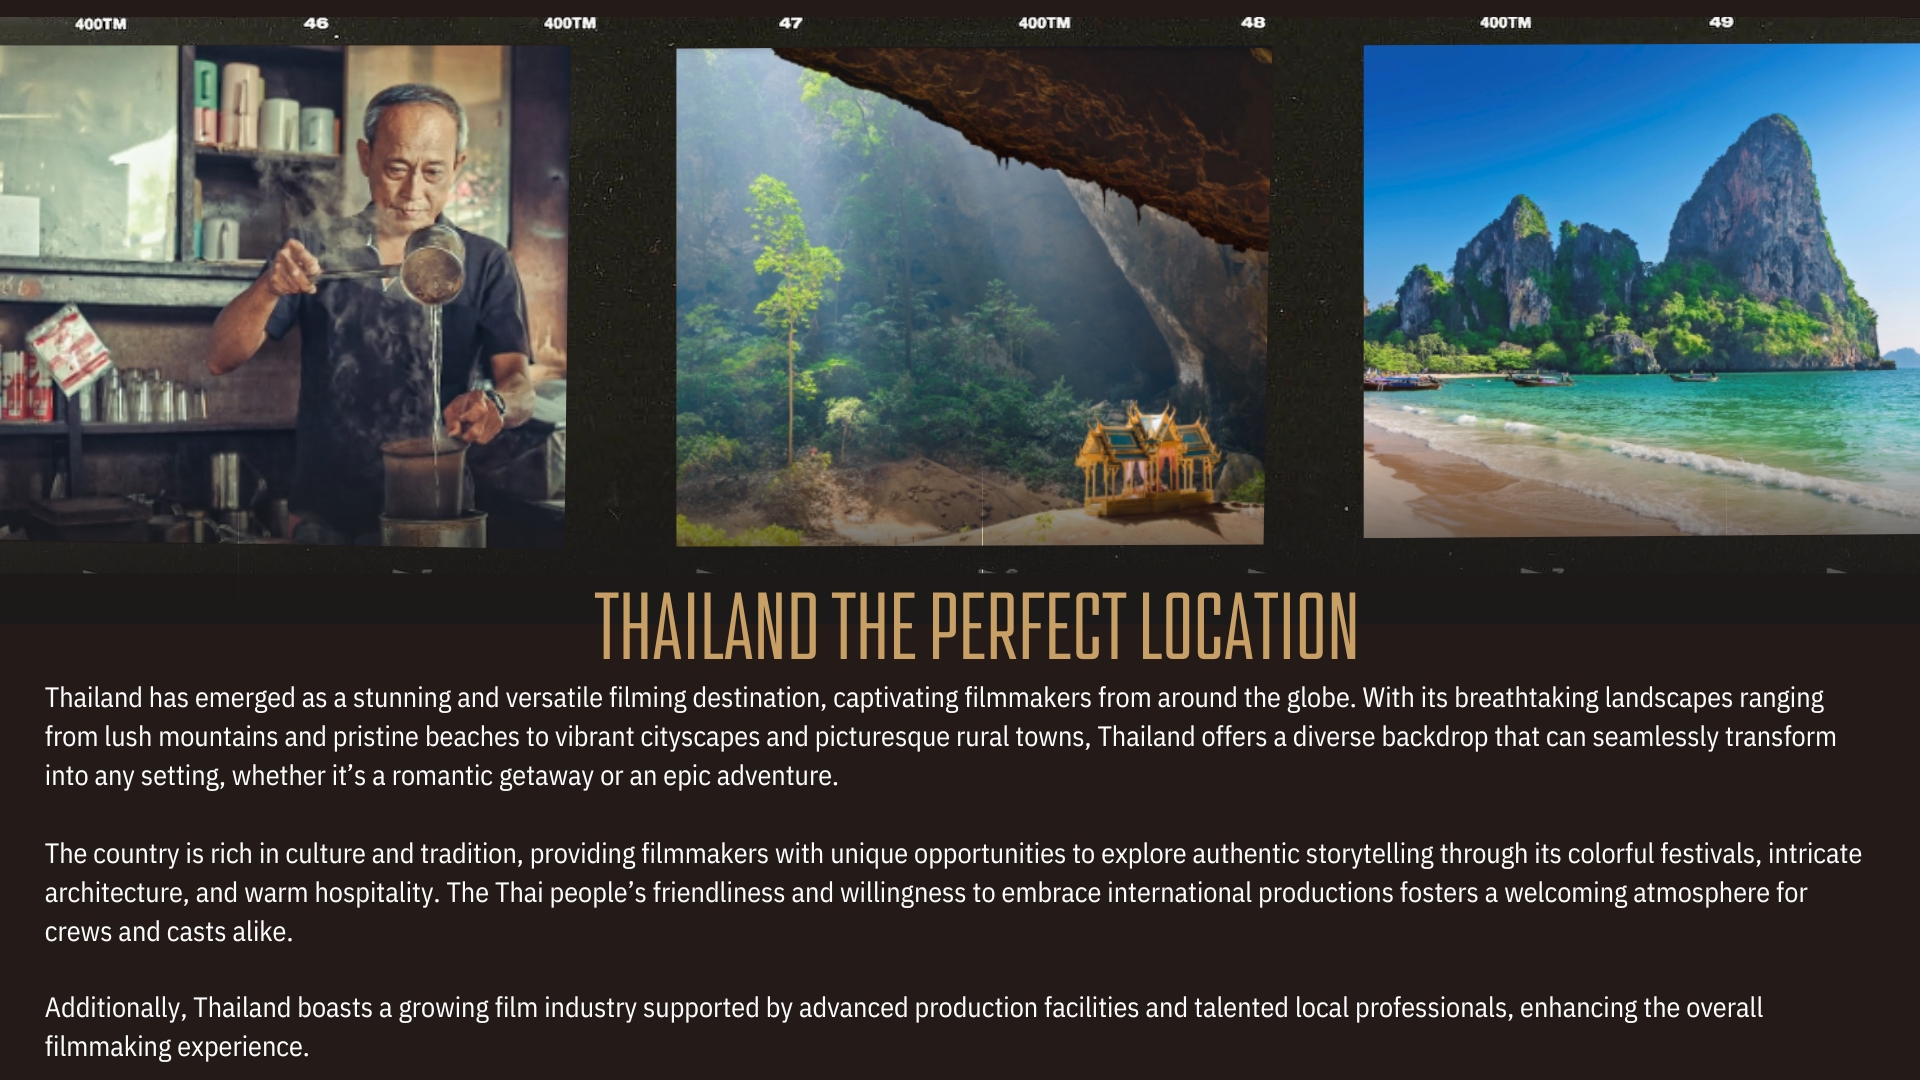 400TM 46 400TM 47 400TM 48 400TM 49
THAILAND THE PERFECT LOCATION
Thailand has emerged as a stunning and versatile filming destination, captivating filmmakers from around the globe. With its breathtaking landscapes ranging
from lush mountains and pristine beaches to vibrant cityscapes and picturesque rural towns, Thailand offers a diverse backdrop that can seamlessly transform
into any setting, whether it’s a romantic getaway or an epic adventure.
The country is rich in culture and tradition, providing filmmakers with unique opportunities to explore authentic storytelling through its colorful festivals, intricate
architecture, and warm hospitality. The Thai people’s friendliness and willingness to embrace international productions fosters a welcoming atmosphere for
crews and casts alike.
Additionally, Thailand boasts a growing film industry supported by advanced production facilities and talented local professionals, enhancing the overall
filmmaking experience.